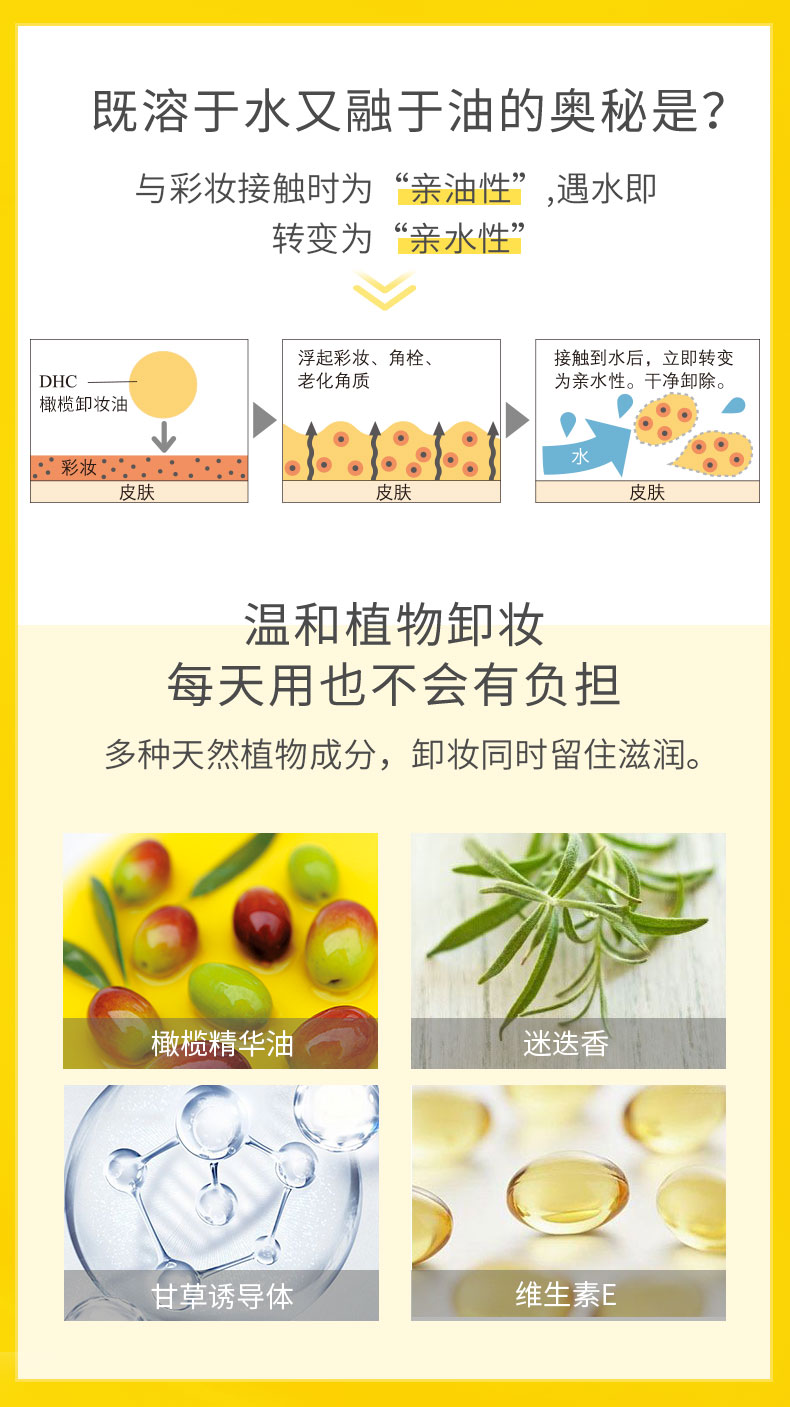 既溶于水又融于油的奥秘是？
与彩妆接触时为“亲油性”,遇水即
转变为“亲水性”
DHC
橄榄卸妆油
彩妆
皮肤
浮起彩妆、角栓、
老化角质
皮肤
接触到水后，立即转变
为亲水性。干净卸除。
水
皮肤
温和植物卸妆
每天用也不会有负担
多种天然植物成分，卸妆同时留住滋润。
橄榄精华油
迷迭香
甘草诱导体
维生素E